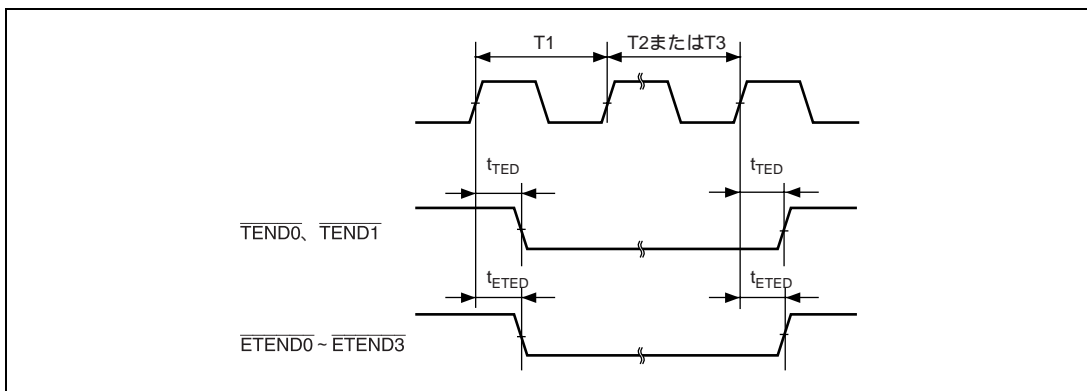 T1 T2またはT3
tTED tTED
TEND0、TEND1
tETED tETED
ETEND0~ETEND3